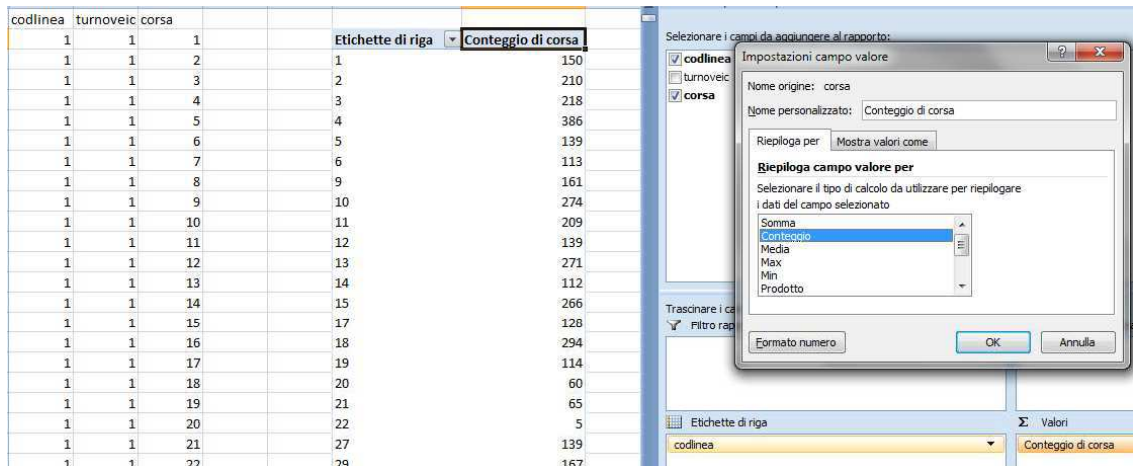 codlinea turnoveic corsa
1 1 1 Etichette di riga Conteggio di corsa
1 1 2 1 150
1 1 3 2 210
1 1 4 3 218
1 1 5 4 386
1 1 6 5 139
1 1 7 6 113
1 1 8 9 161
1 1 9 10 274
1 1 10 11 209
1 1 11 12 139
1 1 12 13 271
1 1 13 14 112
1 1 14 15 266
1 1 15 17 128
1 1 16 18 294
1 1 17 19 114
1 1 18 20 60
1 1 19 21 65
1 1 20 22 5
1 1 21 27 139
1 1 22 29 167
Selezionare i campi da aggiungere al rapporto:
codlinea
turnoveic
corsa
Trascinare i ca
Filtro rap
Etichette di riga
codlinea
Σ Valori
Conteggio di corsa
Impostazioni campo valore
Nome origine: corsa
Nome personalizzato: Conteggio di corsa
Riepiloga per Mostra valori come
Riepiloga campo valore per
Selezionare il tipo di calcolo da utilizzare per riepilogare
i dati del campo selezionato
Somma
Conteggio
Media
Max
Min
Prodotto
Formato numero OK Annulla